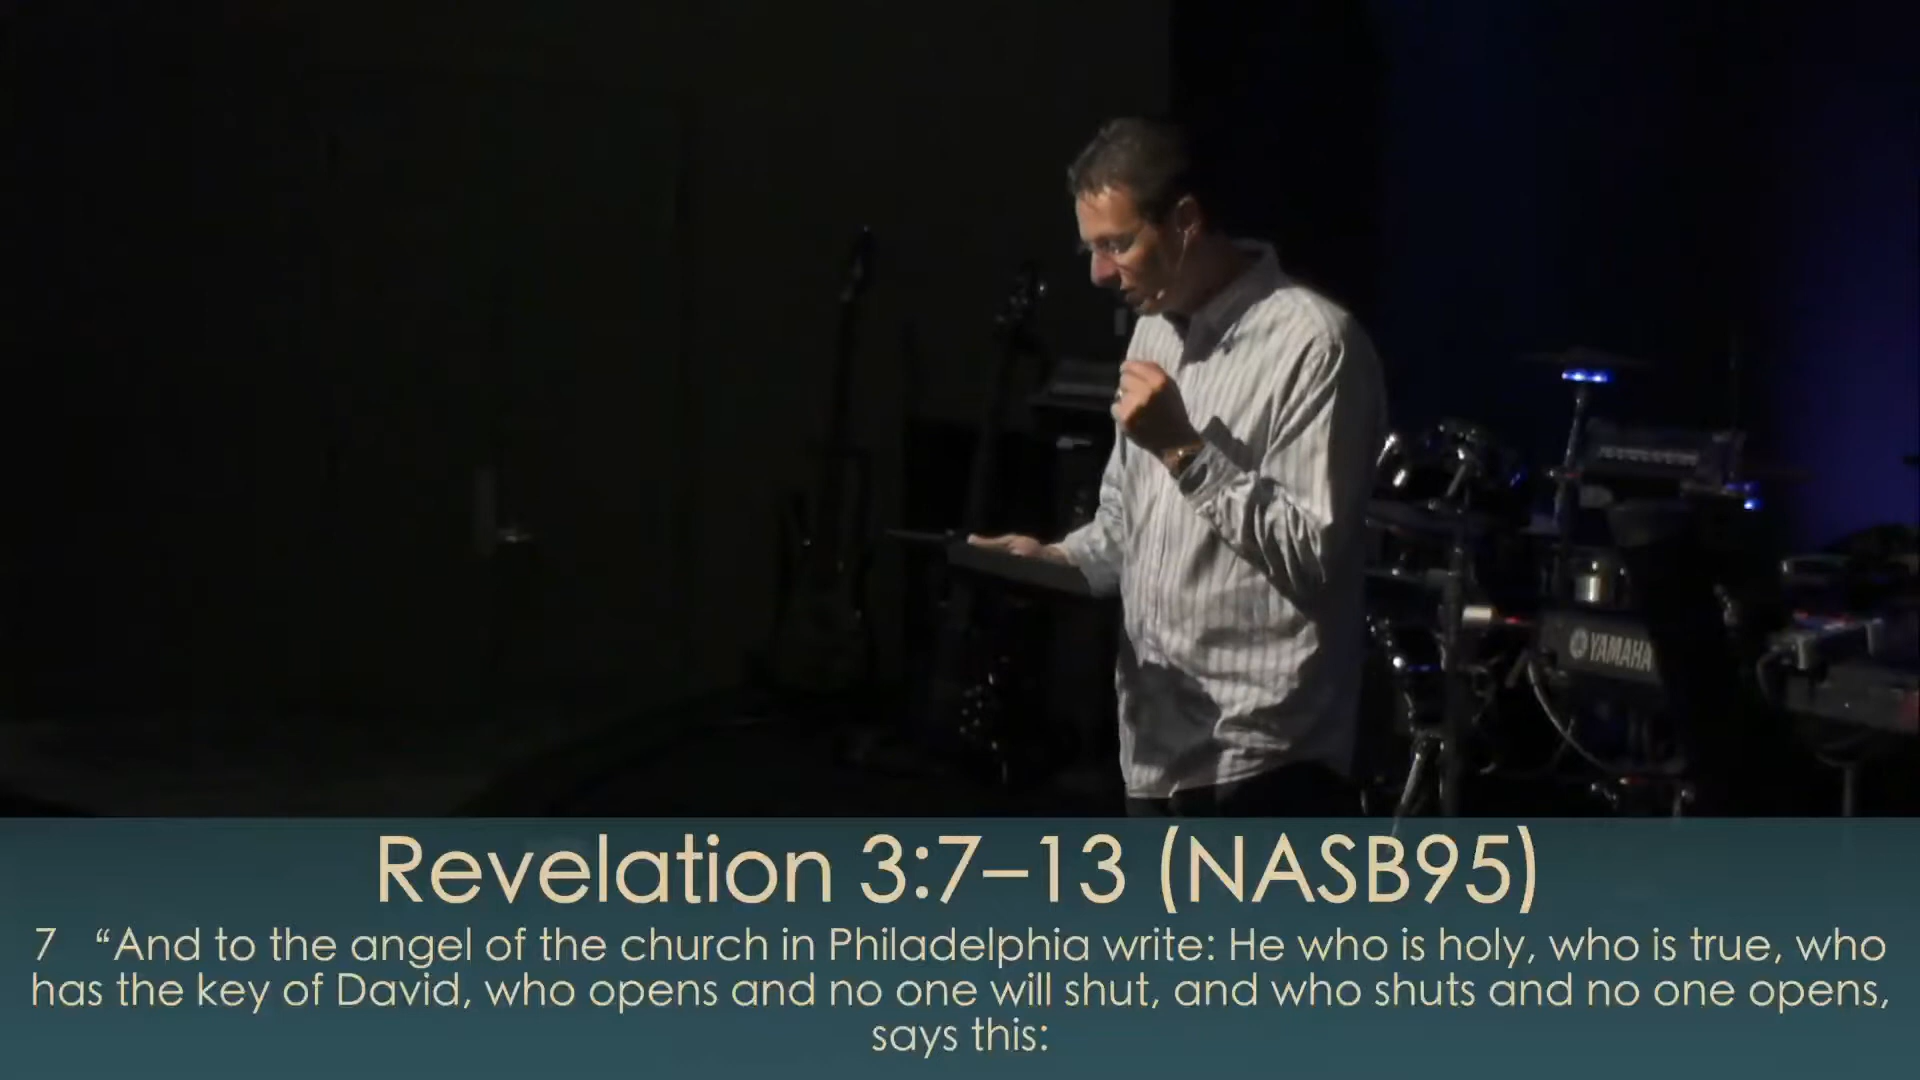 YAMAHA
Revelation 3:7–13 (NASB95)
7 “And to the angel of the church in Philadelphia write: He who is holy, who is true, who
has the key of David, who opens and no one will shut, and who shuts and no one opens,
says this: